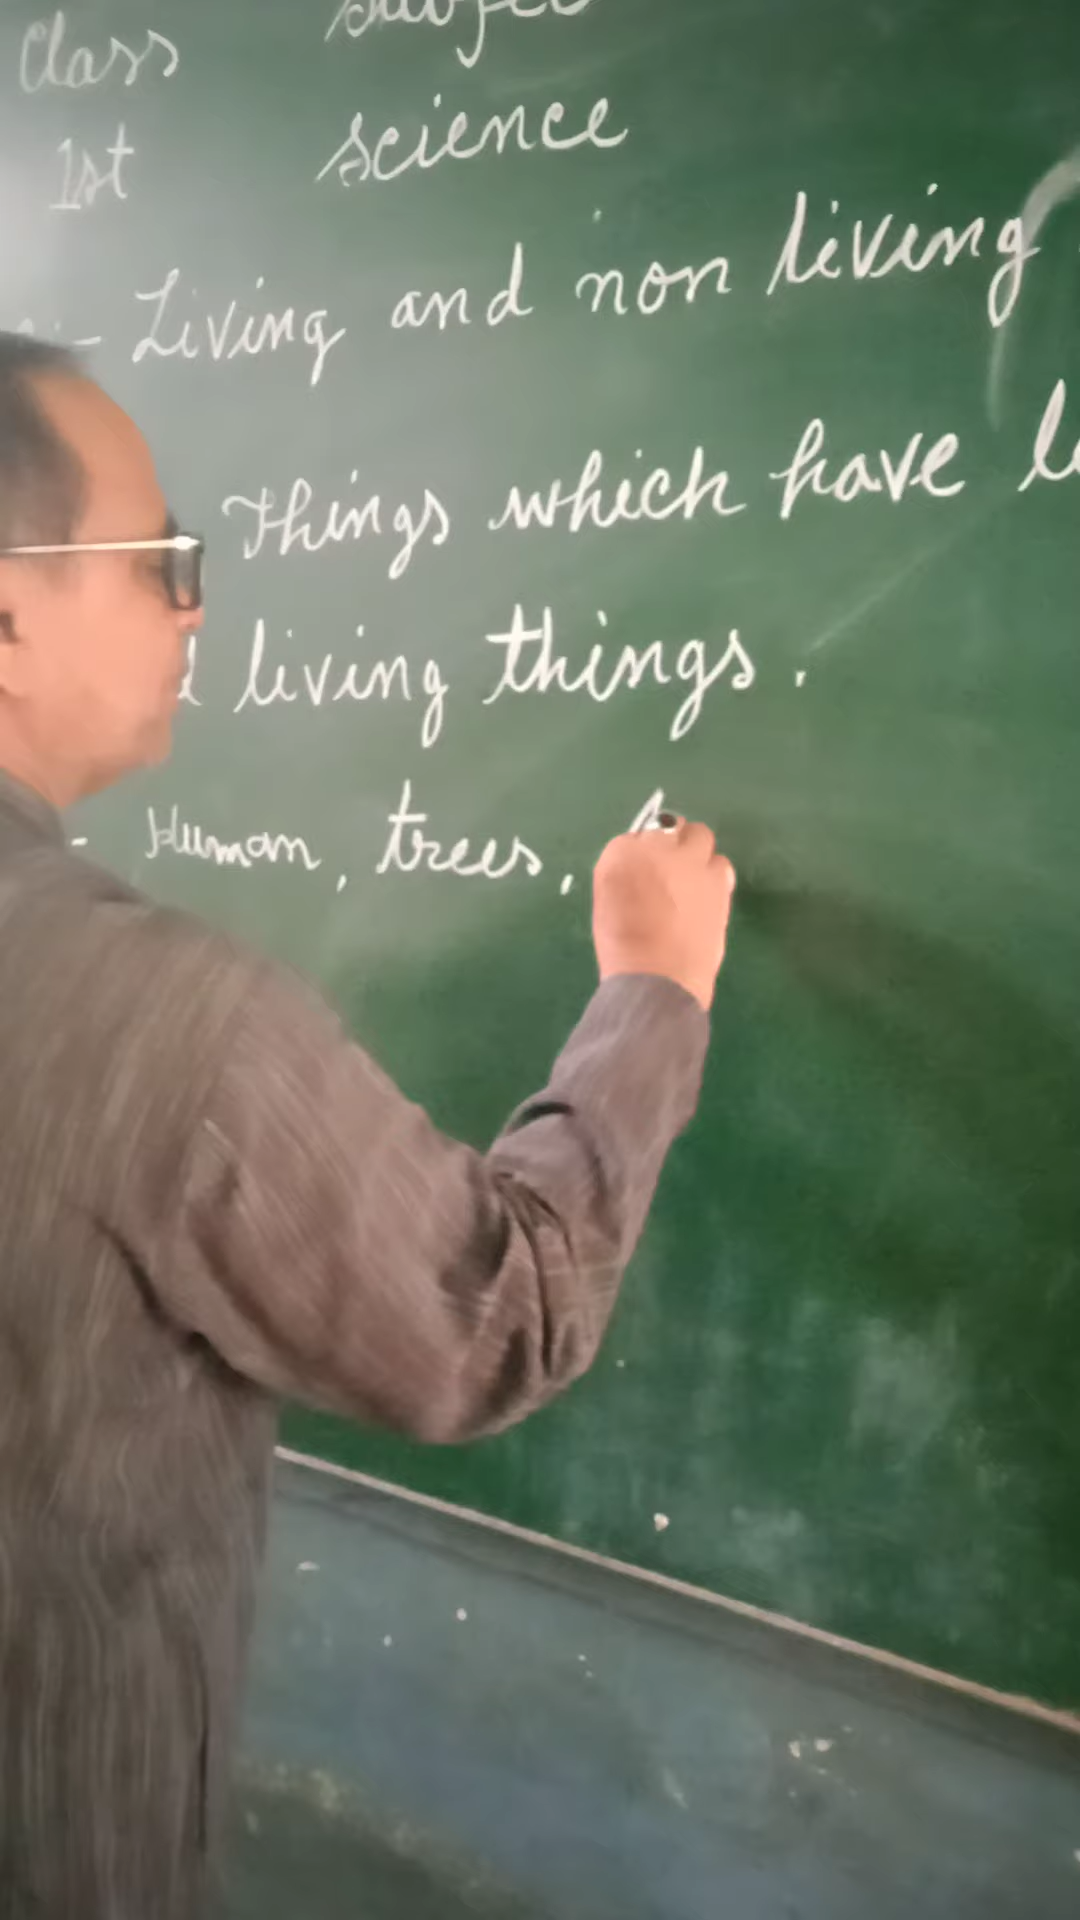 Class
1st science
- Living and non living
Things which have
living things.
- Human, trees,